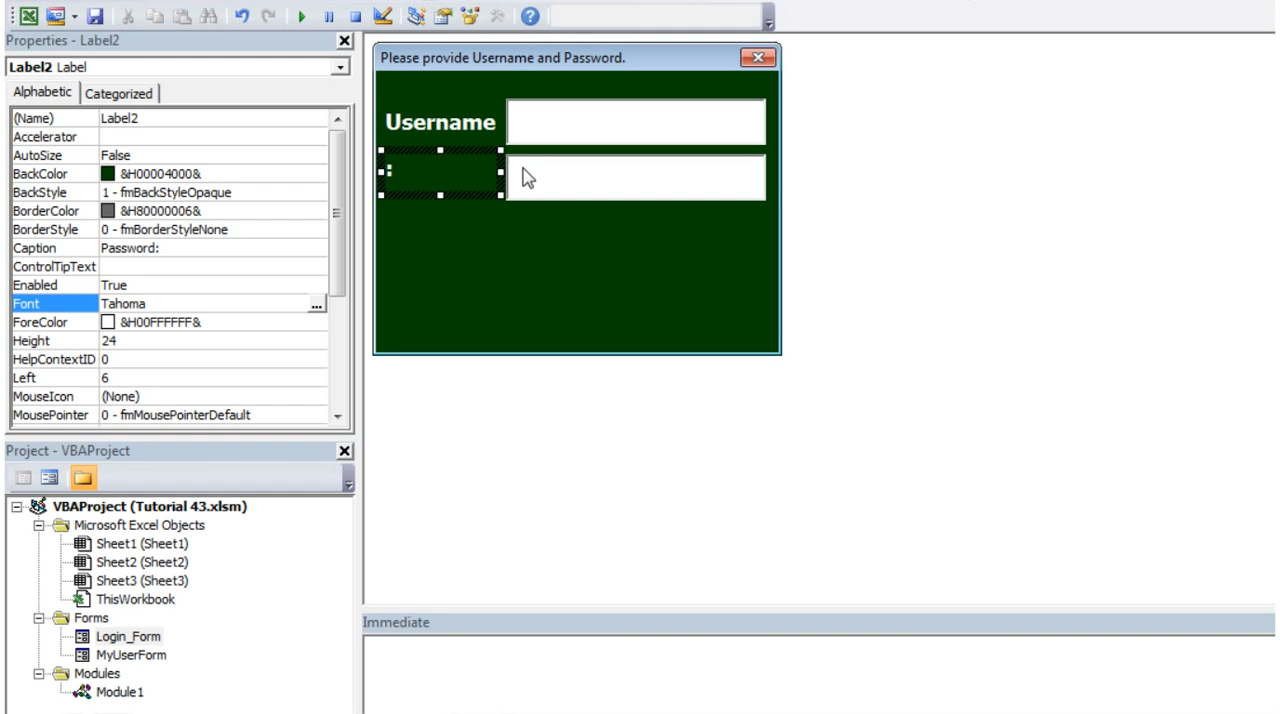 Properties - Label2
Label2 Label
Alphabetic Categorized
(Name) Label2
Accelerator
AutoSize False
BackColor &H00004000&
BackStyle 1 - fmBackStyleOpaque
BorderColor &H80000006&
BorderStyle 0 - fmBorderStyleNone
Caption Password:
ControlTipText
Enabled True
Font Tahoma ...
ForeColor &H00FFFFFF&
Height 24
HelpContextID 0
Left 6
MouseIcon (None)
MousePointer 0 - fmMousePointerDefault
Project - VBAProject
VBAProject (Tutorial 43.xlsm)
Microsoft Excel Objects
Sheet1 (Sheet1)
Sheet2 (Sheet2)
Sheet3 (Sheet3)
ThisWorkbook
Forms
Login_Form
MyUserForm
Modules
Module1
Please provide Username and Password.
Username
:
Immediate